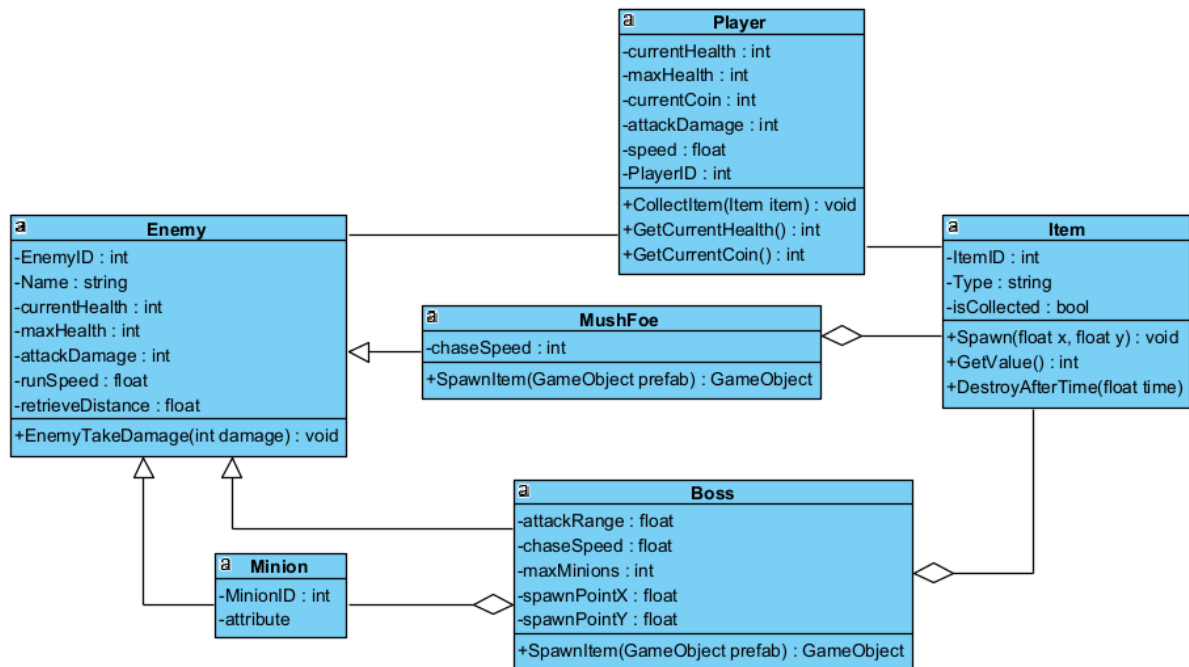 a
Player
-currentHealth : int
-maxHealth : int
-currentCoin : int
-attackDamage : int
-speed : float
-PlayerID : int
+CollectItem(Item item) : void
+GetCurrentHealth() : int
+GetCurrentCoin() : int
a
Enemy
-EnemyID : int
-Name : string
-currentHealth : int
-maxHealth : int
-attackDamage : int
-runSpeed : float
-retrieveDistance : float
+EnemyTakeDamage(int damage) : void
a
Item
-ItemID : int
-Type : string
-isCollected : bool
+Spawn(float x, float y) : void
+GetValue() : int
+DestroyAfterTime(float time)
a
MushFoe
-chaseSpeed : int
+SpawnItem(GameObject prefab) : GameObject
a
Boss
-attackRange : float
-chaseSpeed : float
-maxMinions : int
-spawnPointX : float
-spawnPointY : float
+SpawnItem(GameObject prefab) : GameObject
a
Minion
-MinionID : int
-attribute